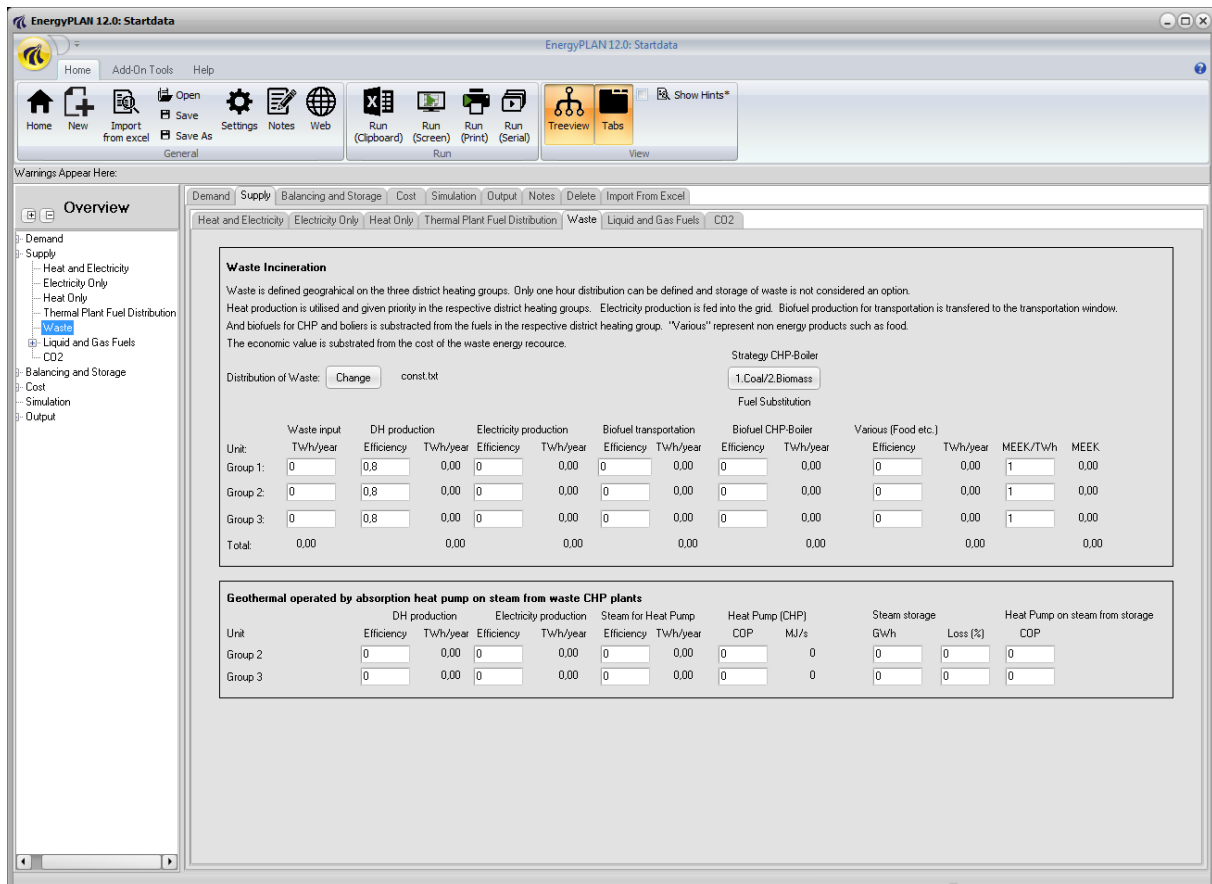 EnergyPLAN 12.0: Startdata
EnergyPLAN 12.0: Startdata
Home Add-On Tools Help
Home New Import from excel Open Save Save As Settings Notes Web Run (Clipboard) Run (Screen) Run (Print) Run (Serial) Treeview Tabs Show Hints*
General Run View
Warnings Appear Here:
Overview
Demand
Supply
Heat and Electricity
Electricity Only
Heat Only
Thermal Plant Fuel Distribution
Waste
Liquid and Gas Fuels
CO2
Balancing and Storage
Cost
Simulation
Output
Demand Supply Balancing and Storage Cost Simulation Output Notes Delete Import From Excel
Heat and Electricity Electricity Only Heat Only Thermal Plant Fuel Distribution Waste Liquid and Gas Fuels CO2
Waste Incineration
Waste is defined geograhical on the three district heating groups. Only one hour distribution can be defined and storage of waste is not considered an option.
Heat production is utilised and given priority in the respective district heating groups. Electricity production is fed into the grid. Biofuel production for transportation is transfered to the transportation window.
And biofuels for CHP and boliers is substracted from the fuels in the respective district heating group. "Various" represent non energy products such as food.
The economic value is substrated from the cost of the waste energy recource.
Strategy CHP-Boiler
Distribution of Waste: Change const.txt 1.Coal/2.Biomass
Fuel Substitution
Waste input DH production Electricity production Biofuel transportation Biofuel CHP-Boiler Various (Food etc.)
Unit: TWh/year Efficiency TWh/year Efficiency TWh/year Efficiency TWh/year Efficiency TWh/year Efficiency TWh/year MEEK/TWh MEEK
Group 1: 0 0,8 0,00 0 0,00 0 0,00 0 0,00 0 0,00 1 0,00
Group 2: 0 0,8 0,00 0 0,00 0 0,00 0 0,00 0 0,00 1 0,00
Group 3: 0 0,8 0,00 0 0,00 0 0,00 0 0,00 0 0,00 1 0,00
Total: 0,00 0,00 0,00 0,00 0,00 0,00 0,00
Geothermal operated by absorption heat pump on steam from waste CHP plants
DH production Electricity production Steam for Heat Pump Heat Pump (CHP) Steam storage Heat Pump on steam from storage
Unit Efficiency TWh/year Efficiency TWh/year Efficiency TWh/year COP MJ/s GWh Loss (%) COP
Group 2 0 0,00 0 0,00 0 0,00 0 0 0 0 0
Group 3 0 0,00 0 0,00 0 0,00 0 0 0 0 0